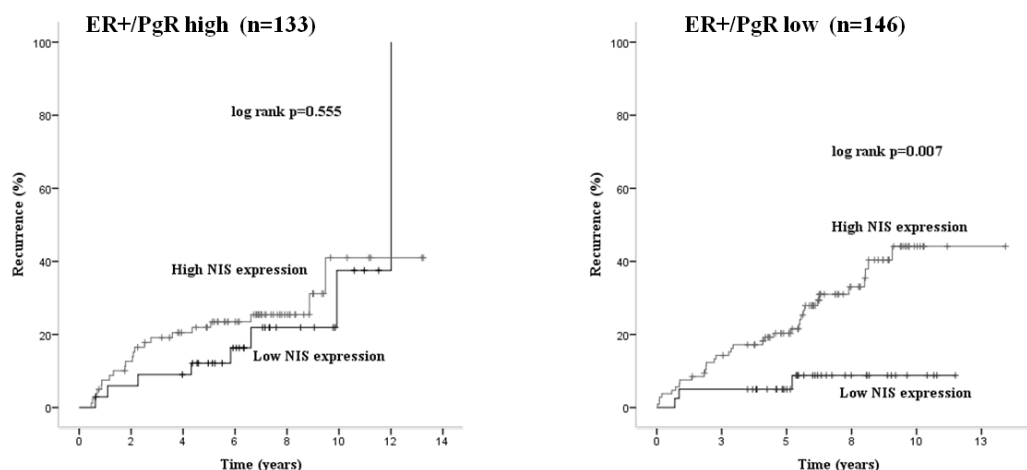 ER+/PgR high (n=133)
100
80
60
40
20
0
Recurrence (%)
log rank p=0.555
High NIS expression
Low NIS expression
0 2 4 6 8 10 12 14
Time (years)
ER+/PgR low (n=146)
100
80
60
40
20
0
Recurrence (%)
log rank p=0.007
High NIS expression
Low NIS expression
0 3 5 8 10 13
Time (years)